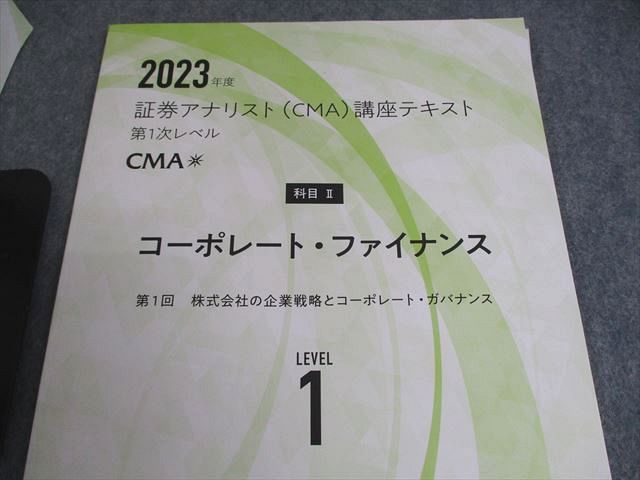 2023年度
証券アナリスト(CMA)講座テキスト
第1次レベル
CMA
科目 Ⅱ
コーポレート・ファイナンス
第1回 株式会社の企業戦略とコーポレート・ガバナンス
LEVEL
1